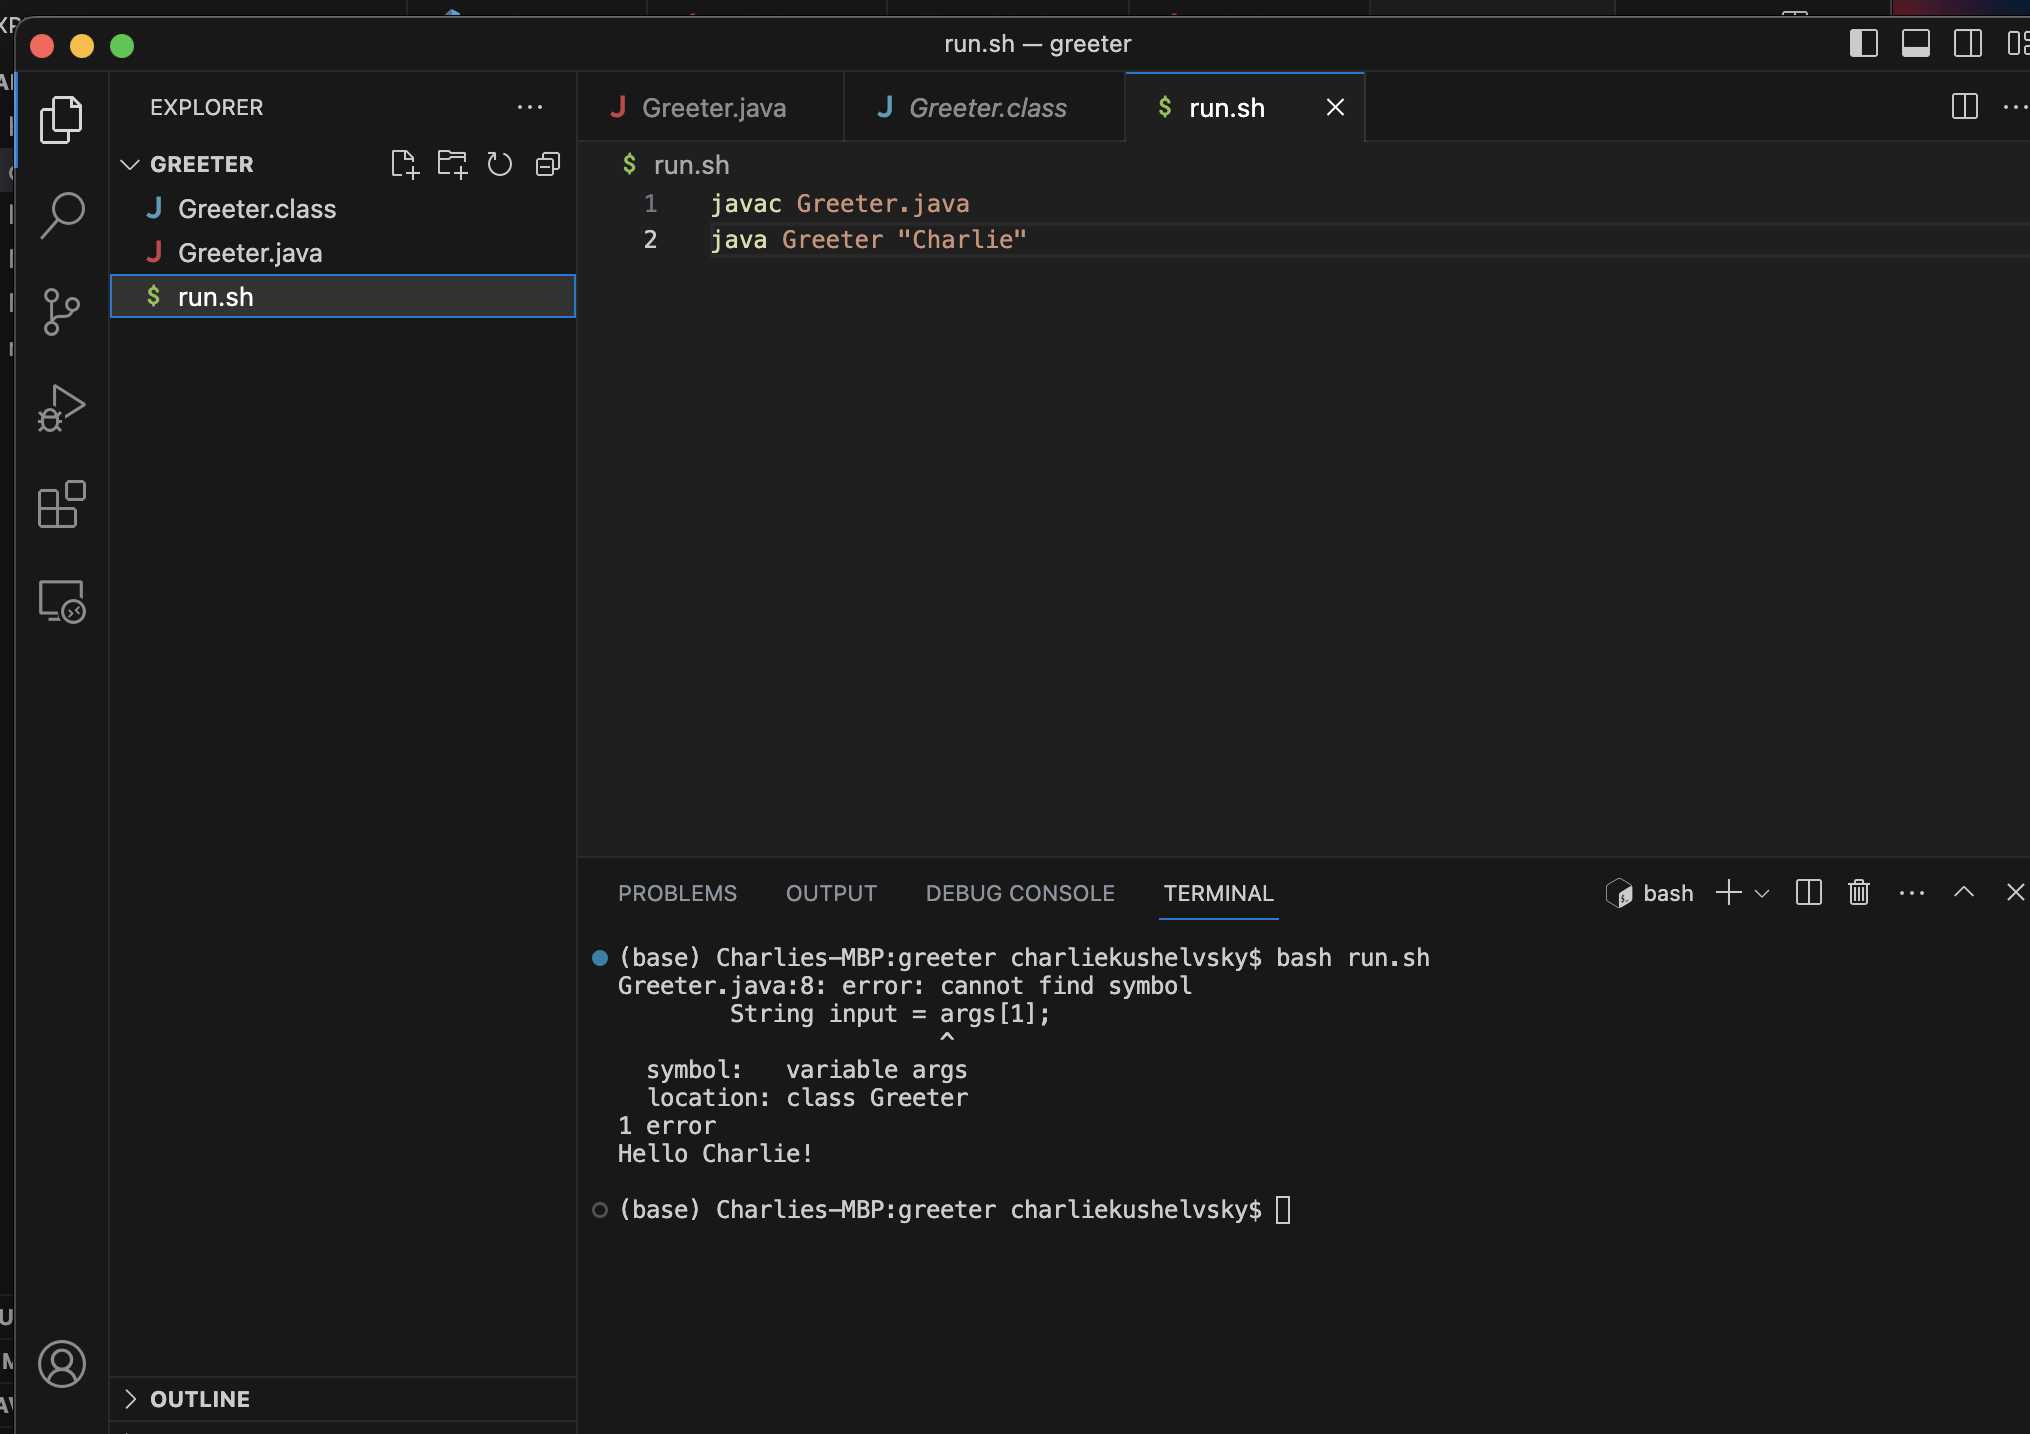 run.sh — greeter
EXPLORER
GREETER
Greeter.class
Greeter.java
run.sh
OUTLINE
Greeter.java
Greeter.class
run.sh
run.sh
1 javac Greeter.java
2 java Greeter "Charlie"
PROBLEMS OUTPUT DEBUG CONSOLE TERMINAL
bash
(base) Charlies-MBP:greeter charliekushelvsky$ bash run.sh
Greeter.java:8: error: cannot find symbol
String input = args[1];
^
symbol: variable args
location: class Greeter
1 error
Hello Charlie!
(base) Charlies-MBP:greeter charliekushelvsky$